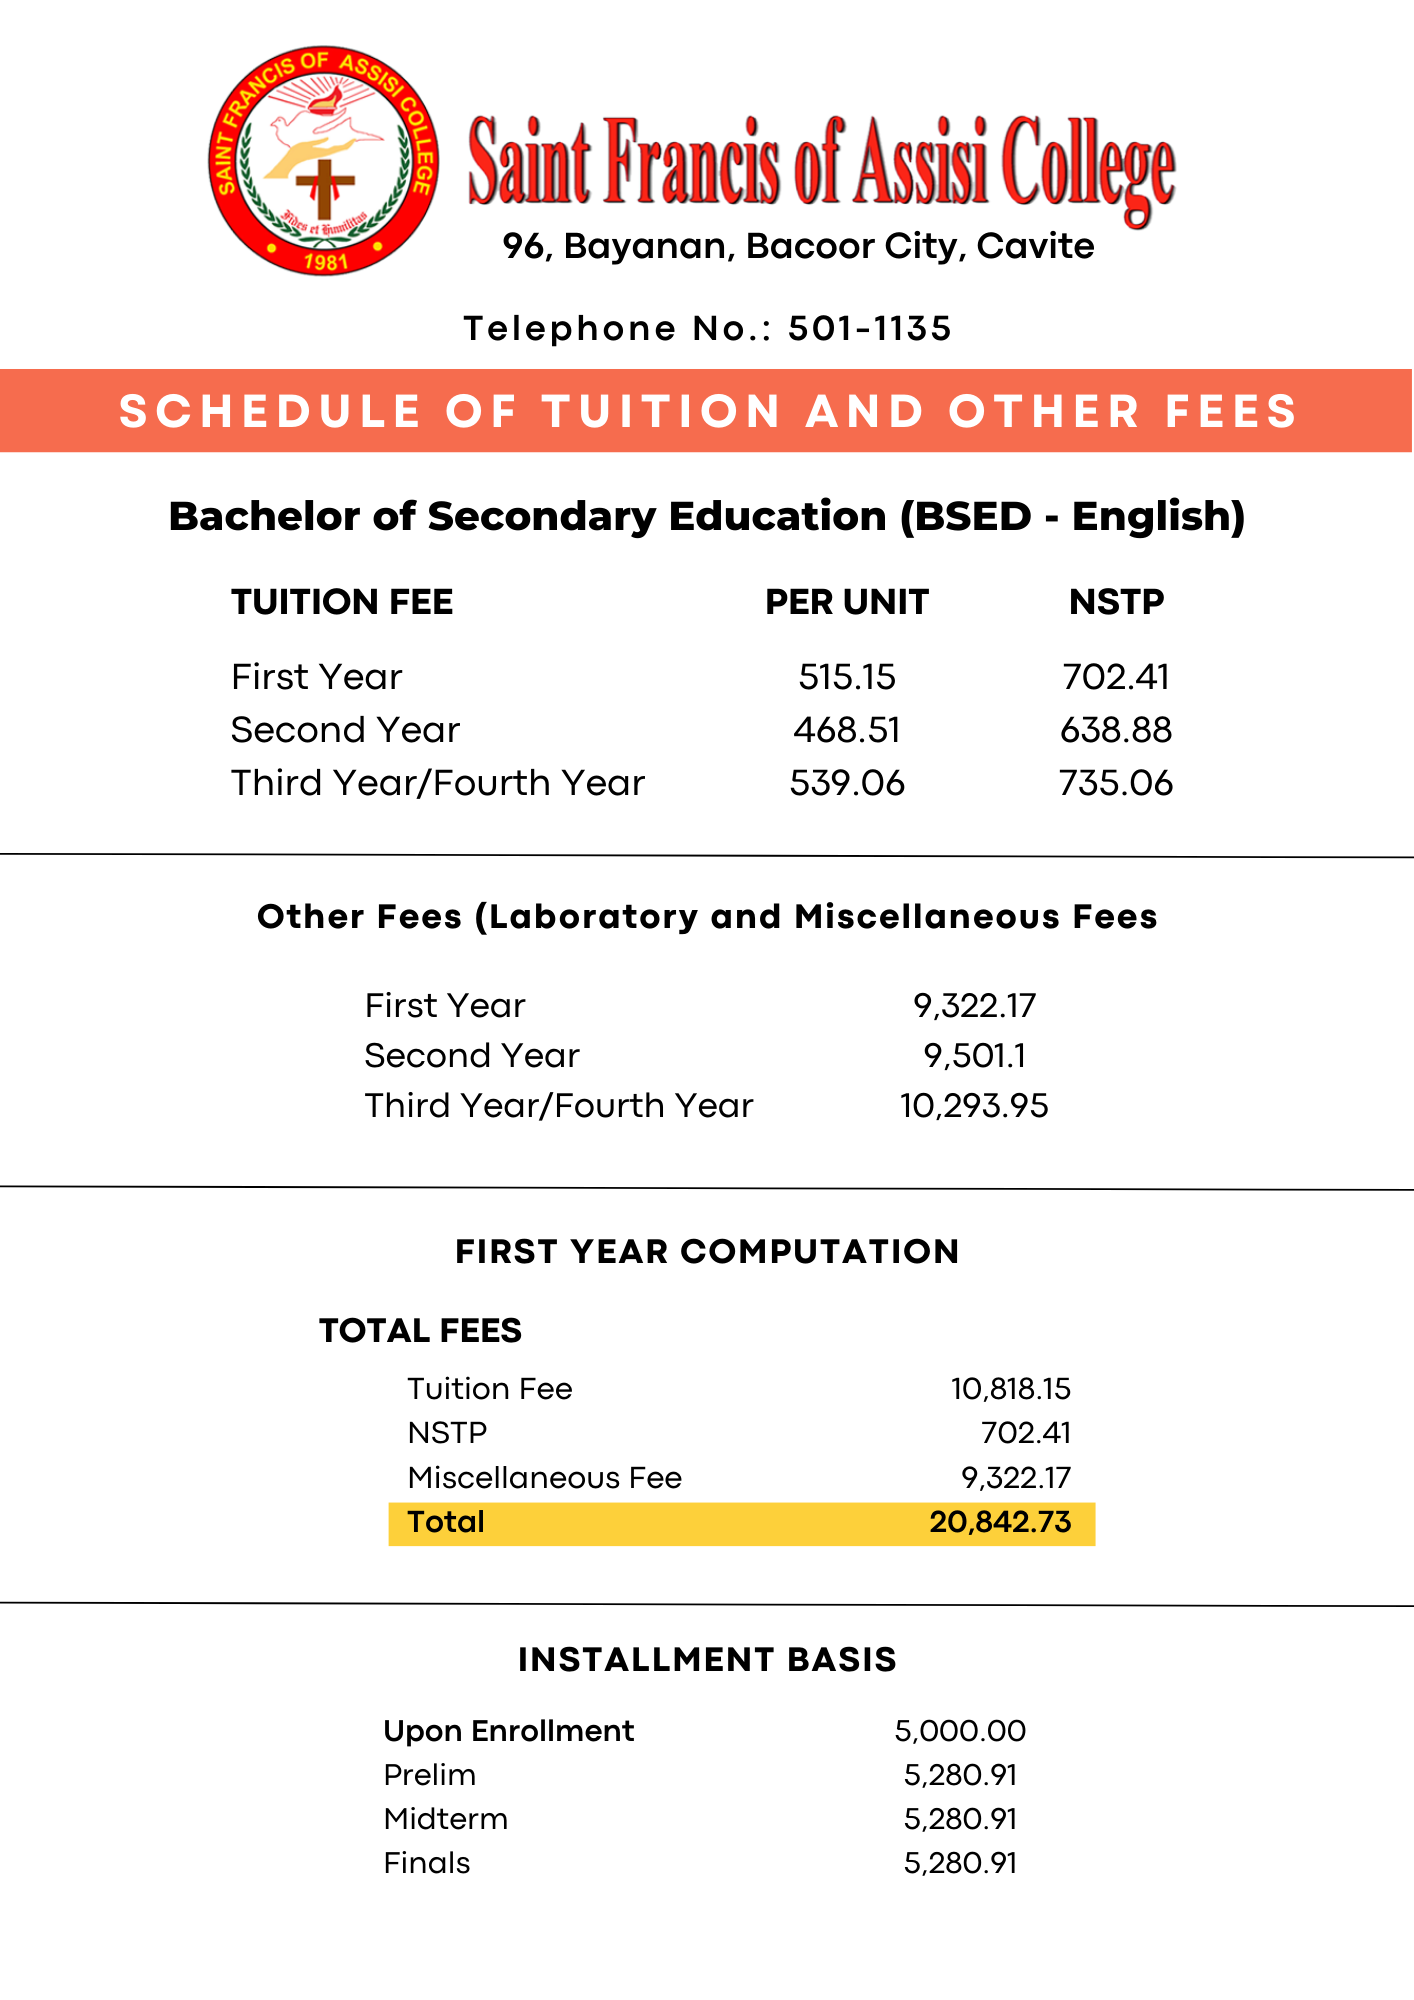 SAINT FRANCIS OF ASSISI COLLEGE
Fides et Humilitas
1981
Saint Francis of Assisi College
96, Bayanan, Bacoor City, Cavite
Telephone No.: 501-1135
SCHEDULE OF TUITION AND OTHER FEES
Bachelor of Secondary Education (BSED - English)
TUITION FEE PER UNIT NSTP
First Year 515.15 702.41
Second Year 468.51 638.88
Third Year/Fourth Year 539.06 735.06
Other Fees (Laboratory and Miscellaneous Fees
First Year 9,322.17
Second Year 9,501.1
Third Year/Fourth Year 10,293.95
FIRST YEAR COMPUTATION
TOTAL FEES
Tuition Fee 10,818.15
NSTP 702.41
Miscellaneous Fee 9,322.17
Total 20,842.73
INSTALLMENT BASIS
Upon Enrollment 5,000.00
Prelim 5,280.91
Midterm 5,280.91
Finals 5,280.91